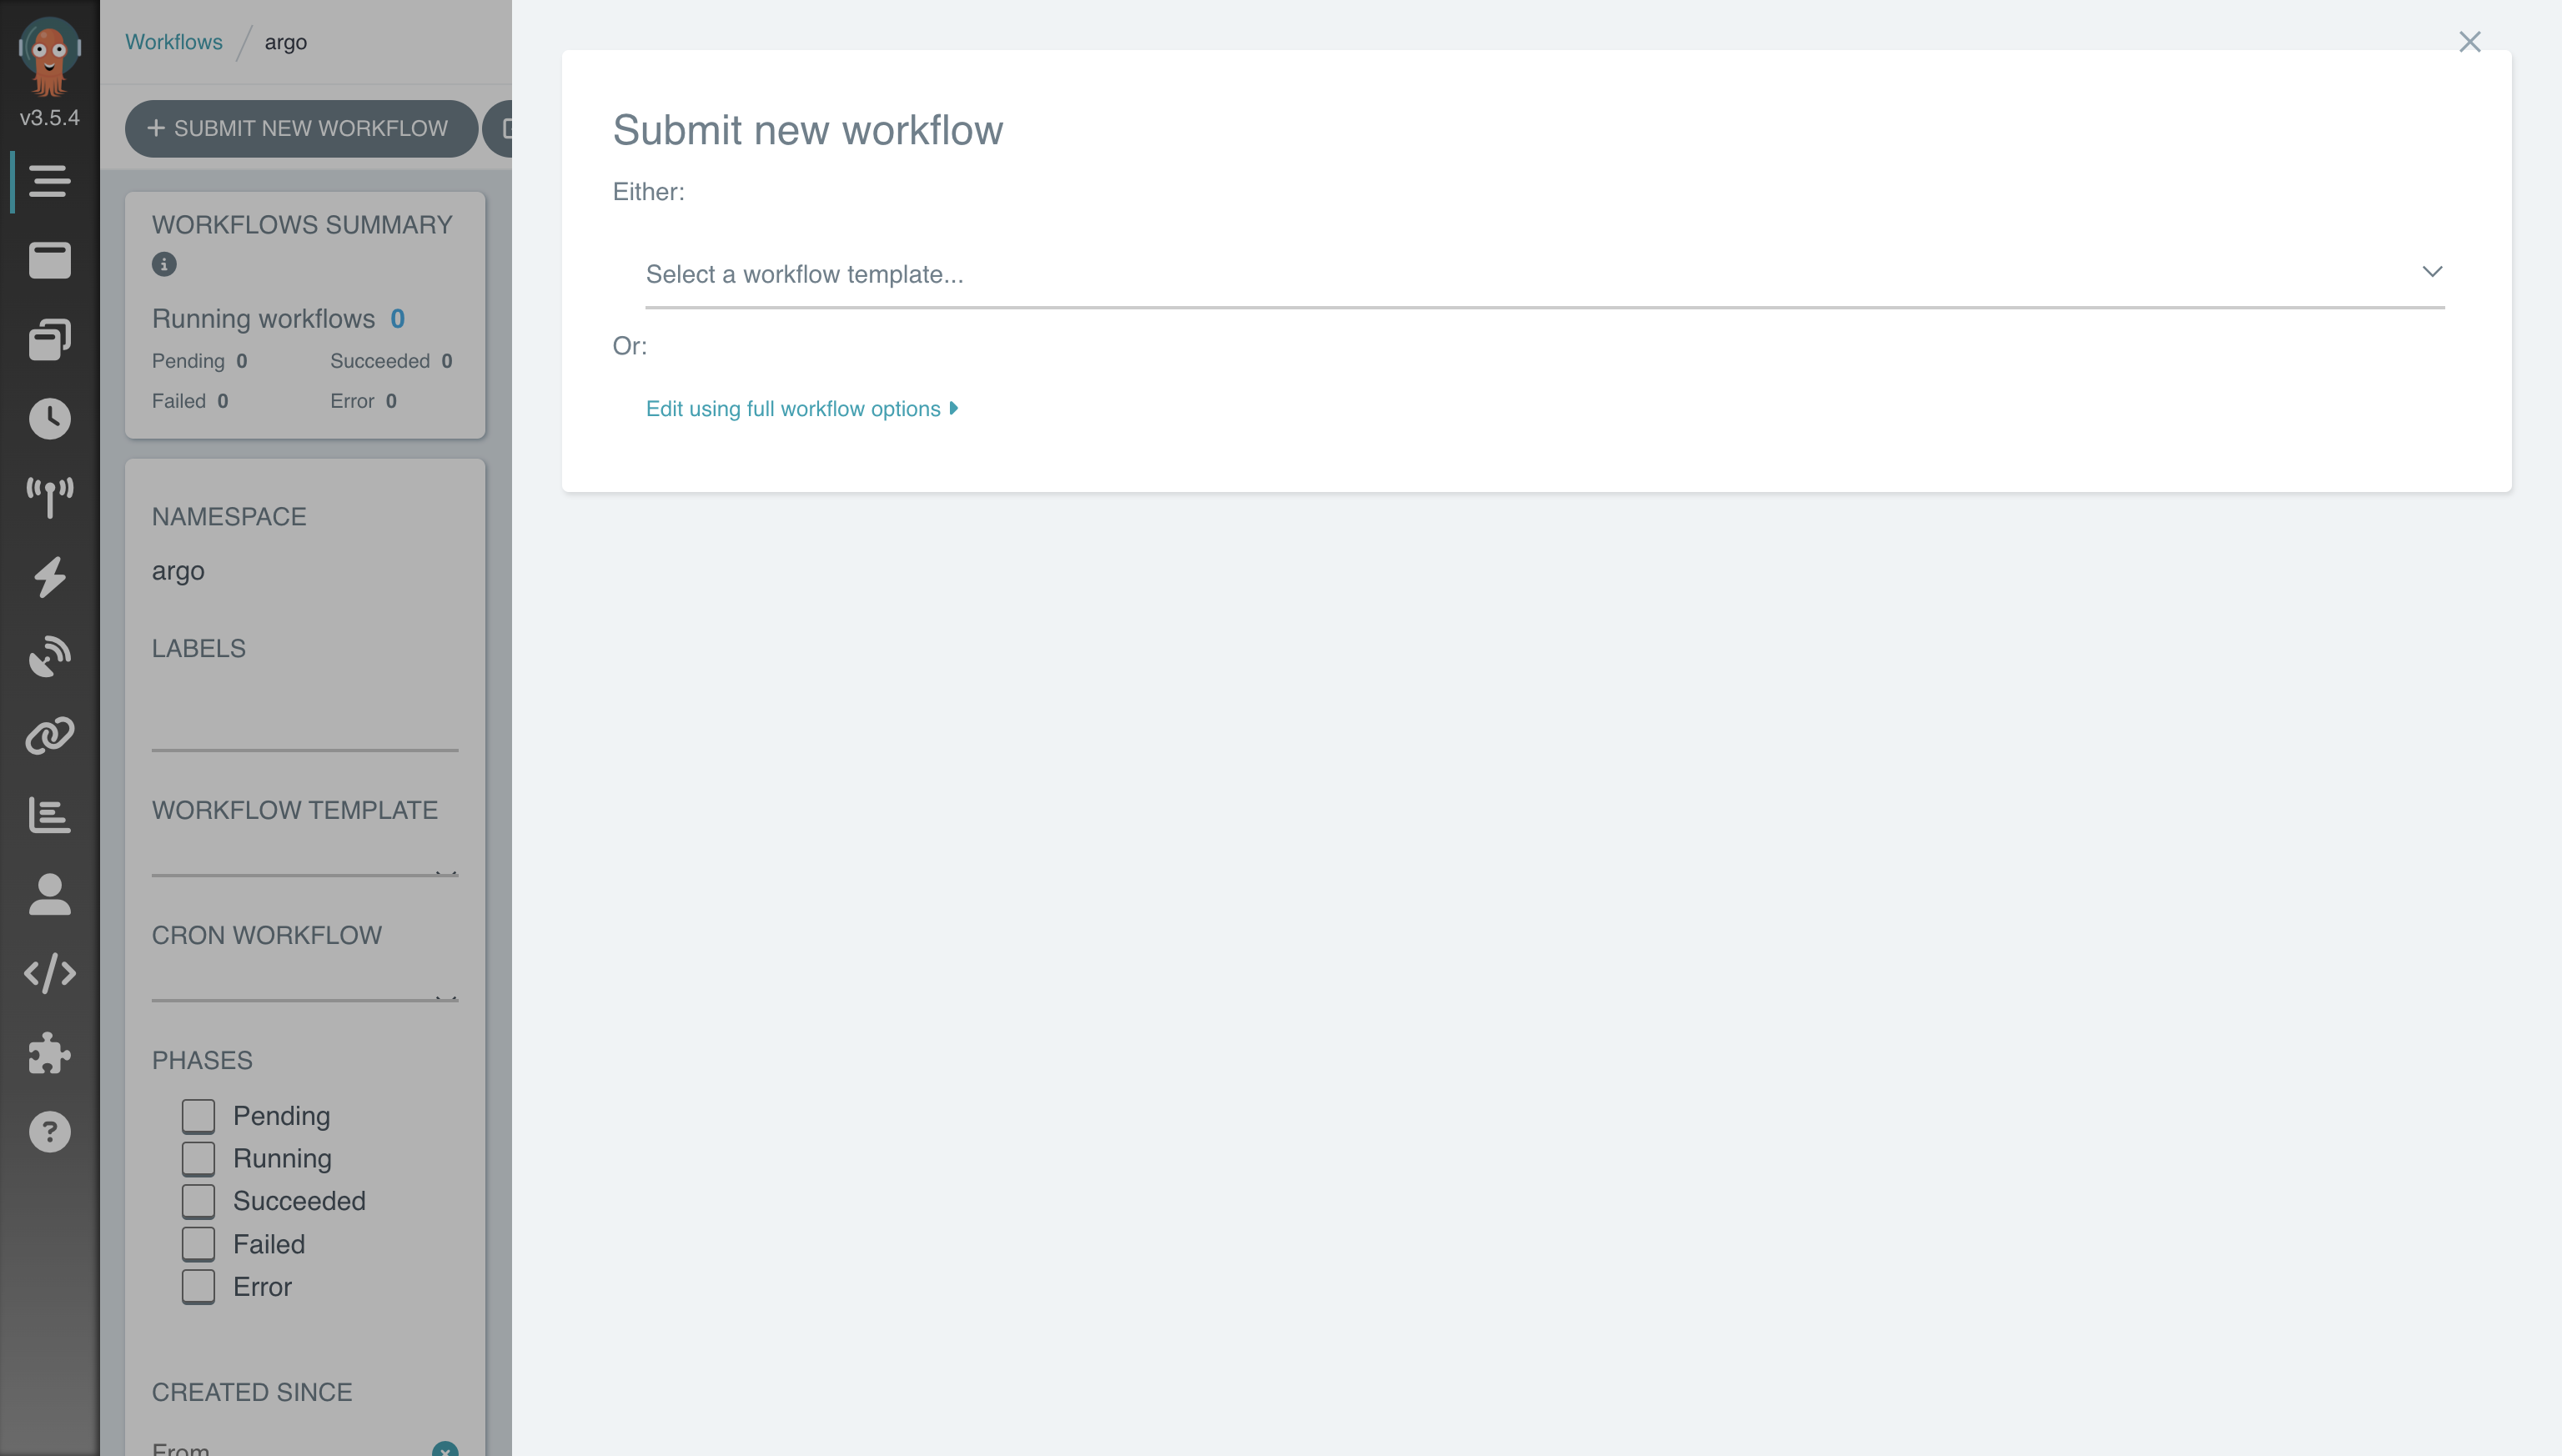 v3.5.4
Workflows / argo
SUBMIT NEW WORKFLOW
WORKFLOWS SUMMARY
Running workflows 0
Pending 0 Succeeded 0
Failed 0 Error 0
NAMESPACE
argo
LABELS
WORKFLOW TEMPLATE
CRON WORKFLOW
PHASES
Pending
Running
Succeeded
Failed
Error
CREATED SINCE
From
Submit new workflow
Either:
Select a workflow template...
Or:
Edit using full workflow options